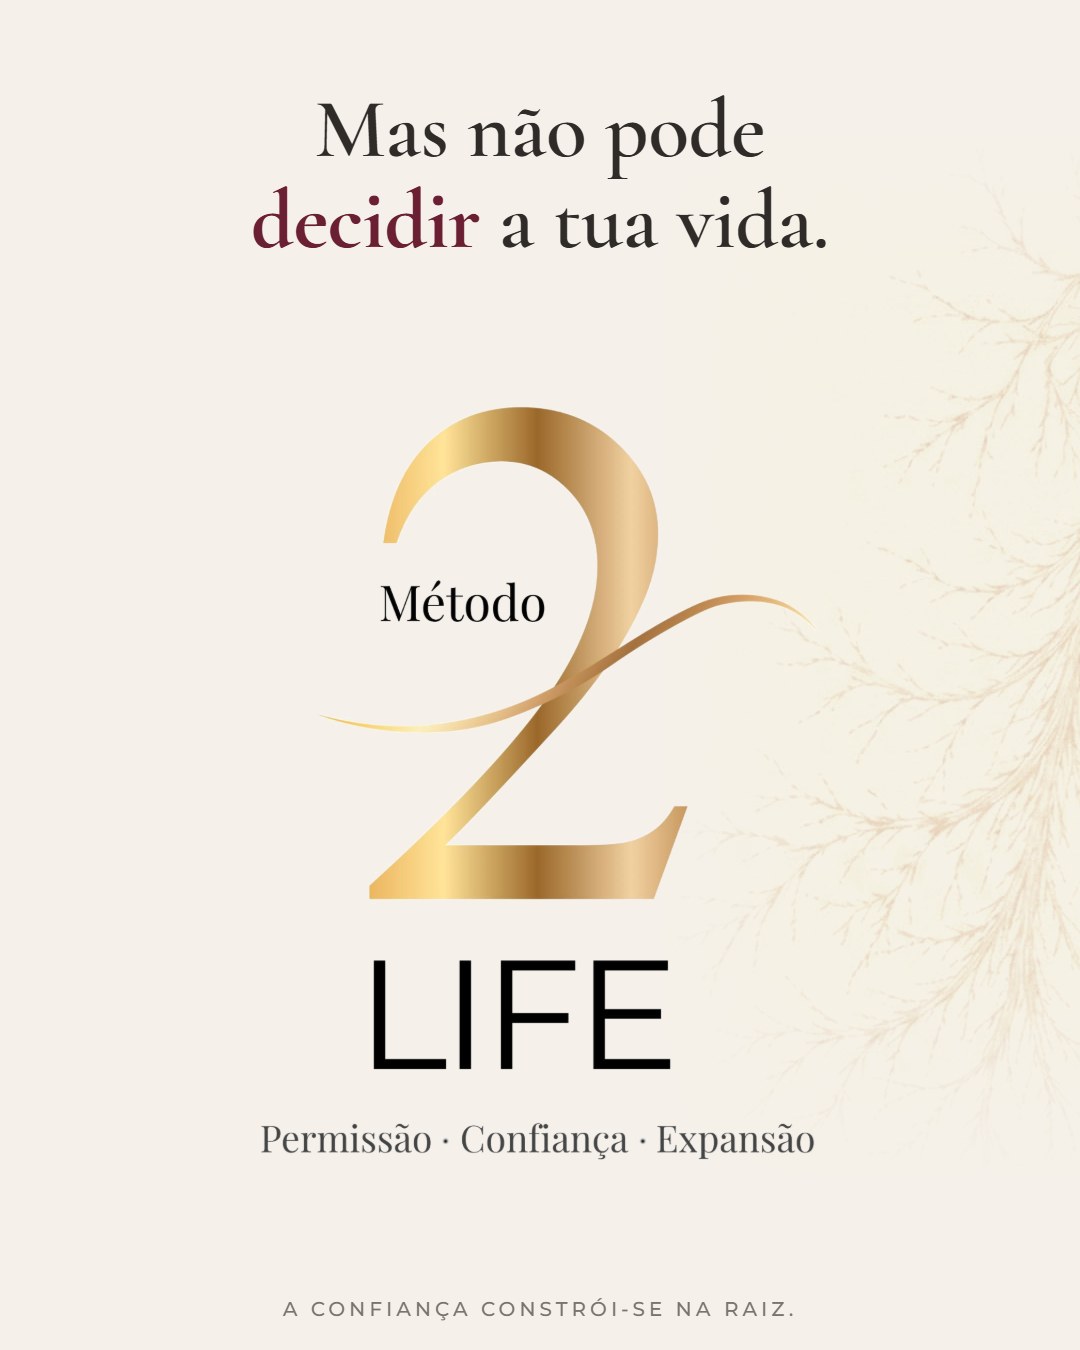 Mas não pode
decidir a tua vida.
Método
2
LIFE
Permissão · Confiança · Expansão
A CONFIANÇA CONSTRÓI-SE NA RAIZ.